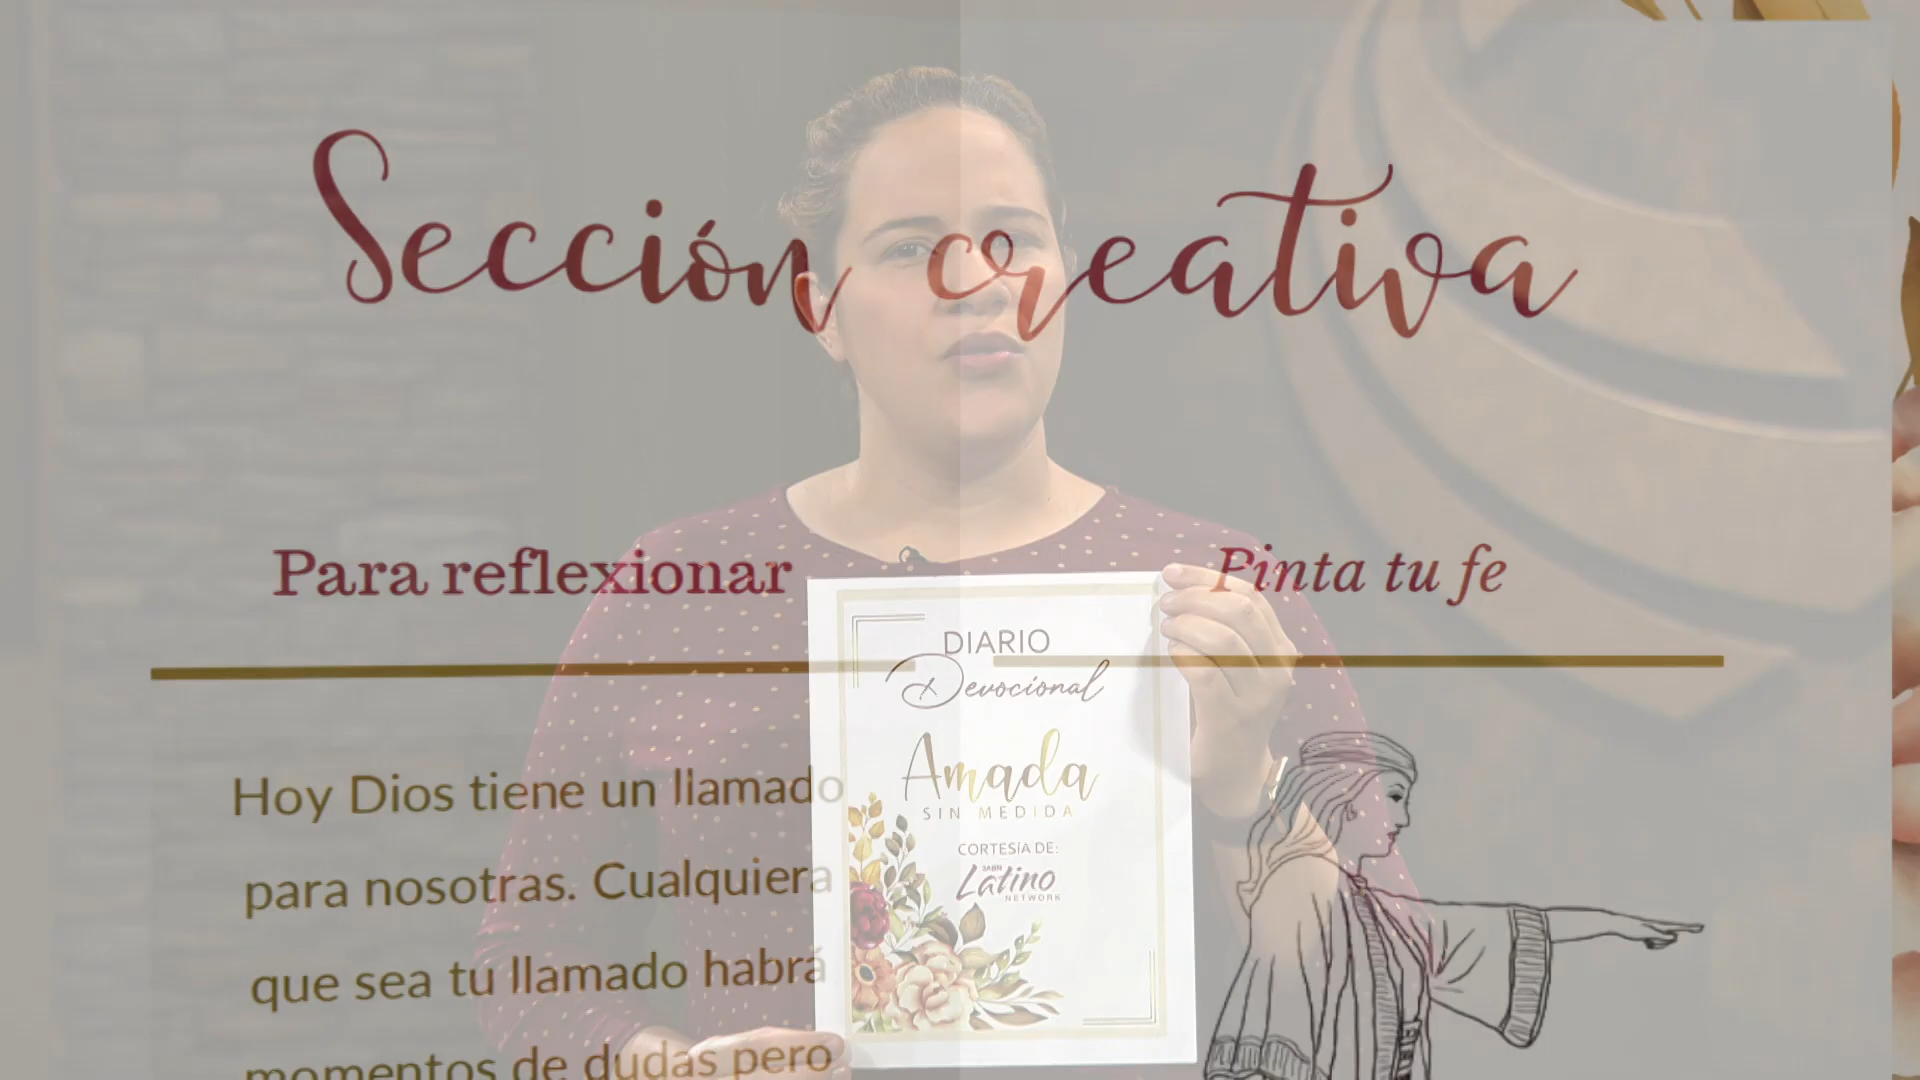 Sección creativa
Para reflexionar
Pinta tu fe
Hoy Dios tiene un llamado
para nosotras. Cualquiera
que sea tu llamado habrá
momentos de dudas pero
DIARIO
Devocional
Amada
SIN MEDIDA
CORTESÍA DE:
3ABN
Latino
NETWORK